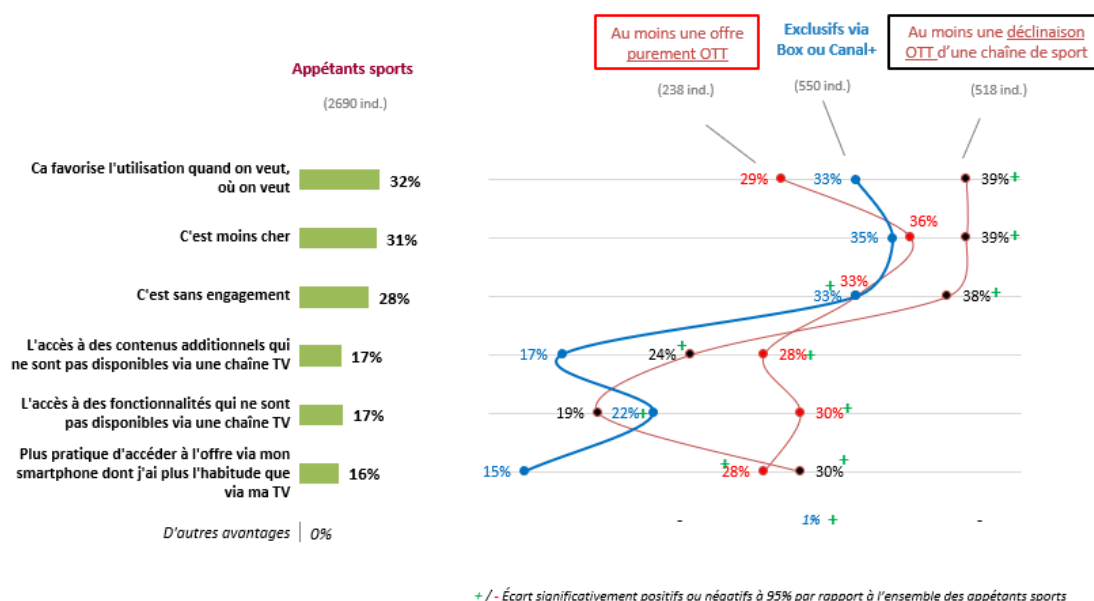 Appétants sports
(2690 ind.)
Au moins une offre
purement OTT
(238 ind.)
Exclusifs via
Box ou Canal+
(550 ind.)
Au moins une déclinaison
OTT d'une chaîne de sport
(518 ind.)
Ca favorise l'utilisation quand on veut,
où on veut
32%
29%
33%
39% +
C'est moins cher
31%
36%
35%
39% +
C'est sans engagement
28%
33%
+
33%
38% +
L'accès à des contenus additionnels qui
ne sont pas disponibles via une chaîne TV
17%
17%
24% +
28% +
L'accès à des fonctionnalités qui ne sont
pas disponibles via une chaîne TV
17%
19%
22% +
30% +
Plus pratique d'accéder à l'offre via mon
smartphone dont j'ai plus l'habitude que
via ma TV
16%
15%
28% +
30% +
D'autres avantages
0%
-
1% +
-
+ / - Écart significativement positifs ou négatifs à 95% par rapport à l'ensemble des appétants sports